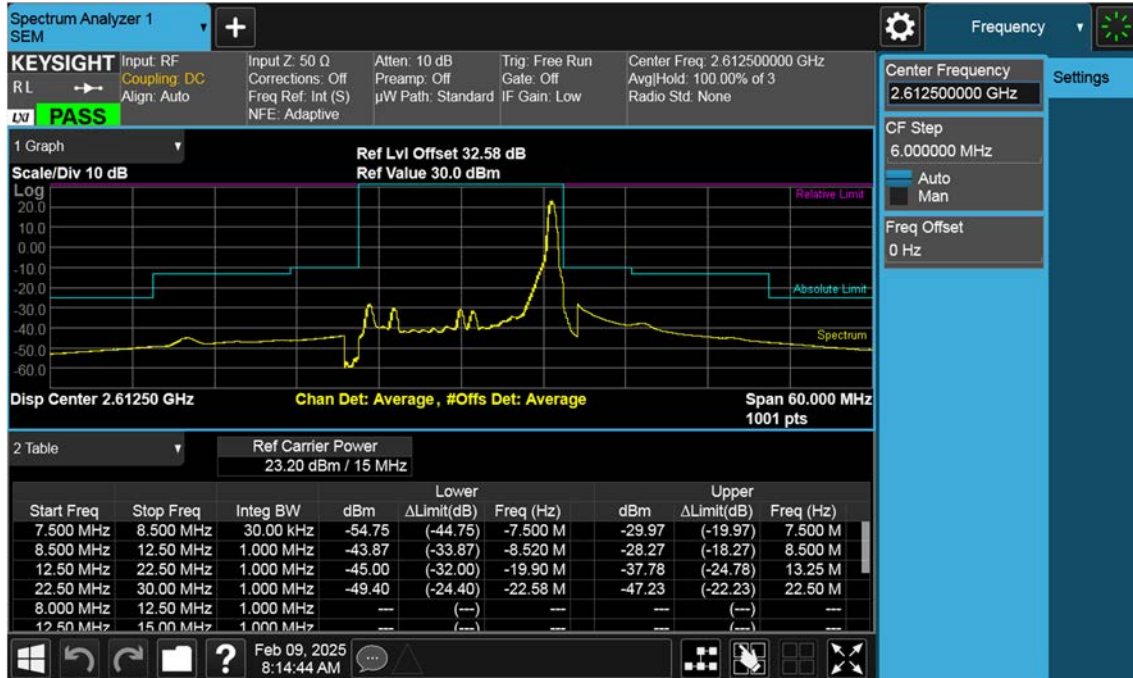 Spectrum Analyzer 1
SEM
+
Frequency
KEYSIGHT
R L
LXI
PASS
Input: RF
Coupling: DC
Align: Auto
Input Z: 50 Ω
Corrections: Off
Freq Ref: Int (S)
NFE: Adaptive
Atten: 10 dB
Preamp: Off
µW Path: Standard
Trig: Free Run
Gate: Off
IF Gain: Low
Center Freq: 2.612500000 GHz
Avg|Hold: 100.00% of 3
Radio Std: None
Center Frequency
2.612500000 GHz
Settings
CF Step
6.000000 MHz
Auto
Man
Freq Offset
0 Hz
1 Graph
Ref Lvl Offset 32.58 dB
Scale/Div 10 dB
Ref Value 30.0 dBm
Log
Relative Limit
20.0
10.0
0.00
-10.0
-20.0
Absolute Limit
-30.0
-40.0
Spectrum
-50.0
-60.0
Disp Center 2.61250 GHz
Chan Det: Average, #Offs Det: Average
Span 60.000 MHz
1001 pts
2 Table
Ref Carrier Power
23.20 dBm / 15 MHz
Lower Upper
Start Freq Stop Freq Integ BW dBm ΔLimit(dB) Freq (Hz) dBm ΔLimit(dB) Freq (Hz)
7.500 MHz 8.500 MHz 30.00 kHz -54.75 (-44.75) -7.500 M -29.97 (-19.97) 7.500 M
8.500 MHz 12.50 MHz 1.000 MHz -43.87 (-33.87) -8.520 M -28.27 (-18.27) 8.500 M
12.50 MHz 22.50 MHz 1.000 MHz -45.00 (-32.00) -19.90 M -37.78 (-24.78) 13.25 M
22.50 MHz 30.00 MHz 1.000 MHz -49.40 (-24.40) -22.58 M -47.23 (-22.23) 22.50 M
8.000 MHz 12.50 MHz 1.000 MHz --- (---) --- --- (---) ---
12.50 MHz 15.00 MHz 1.000 MHz --- (---) --- --- (---) ---
?
Feb 09, 2025
8:14:44 AM